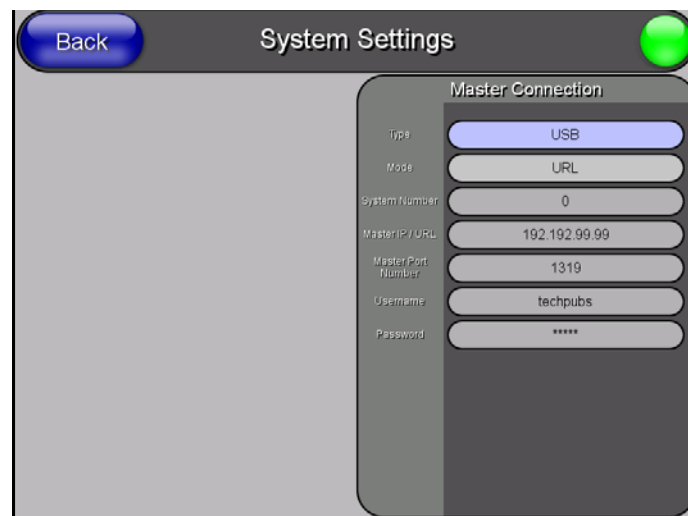 Back
System Settings
Master Connection
Type
USB
Mode
URL
System Number
0
Master IP / URL
192.192.99.99
Master Port
Number
1319
Username
techpubs
Password
*****